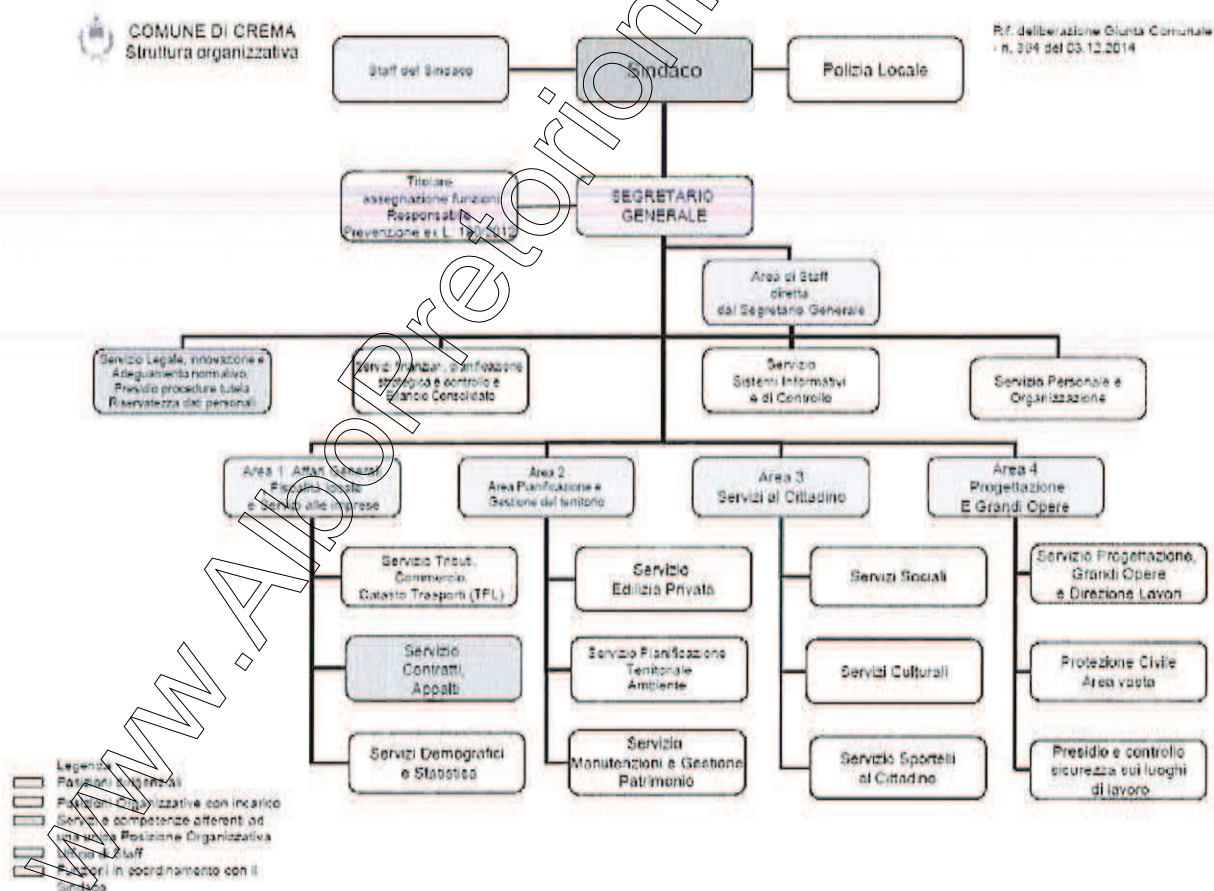 COMUNE DI CREMA
Struttura organizzativa
Rif. deliberazione Giunta Comunale
- n. 394 del 03.12.2014
Staff del Sindaco
Sindaco
Polizia Locale
Titolare
assegnazione funzioni
Responsabile
Prevenzione ex L. 190/2012
SEGRETARIO
GENERALE
Area di Staff
diretta
dal Segretario Generale
Servizio Legale, innovazione e
Adeguamento normativo,
Presidio procedure tutela
Riservatezza dati personali
Servizi finanziari, pianificazione
strategica e controllo e
Bilancio Consolidato
Servizio
Sistemi Informativi
e di Controllo
Servizio Personale e
Organizzazione
Area 1 Affari Generali,
Fiscalità locale
e Servizi alle imprese
Area 2
Area Pianificazione e
Gestione del territorio
Area 3
Servizi al Cittadino
Area 4
Progettazione
E Grandi Opere
Servizio Tributi,
Commercio,
Catasto Trasporti (TPL)
Servizio
Edilizia Privata
Servizi Sociali
Servizio Progettazione,
Grandi Opere
e Direzione Lavori
Servizio
Contratti,
Appalti
Servizio Pianificazione
Territoriale
Ambiente
Servizi Culturali
Protezione Civile
Area vasta
Servizi Demografici
e Statistica
Servizio
Manutenzioni e Gestione
Patrimonio
Servizio Sportelli
al Cittadino
Presidio e controllo
sicurezza sui luoghi
di lavoro
Legenda
Posizioni dirigenziali
Posizioni Organizzative con incarico
Servizi e competenze afferenti ad
una unica Posizione Organizzativa
Ufficio di Staff
Funzioni in coordinamento con il
Sindaco
www.AlboPretorion